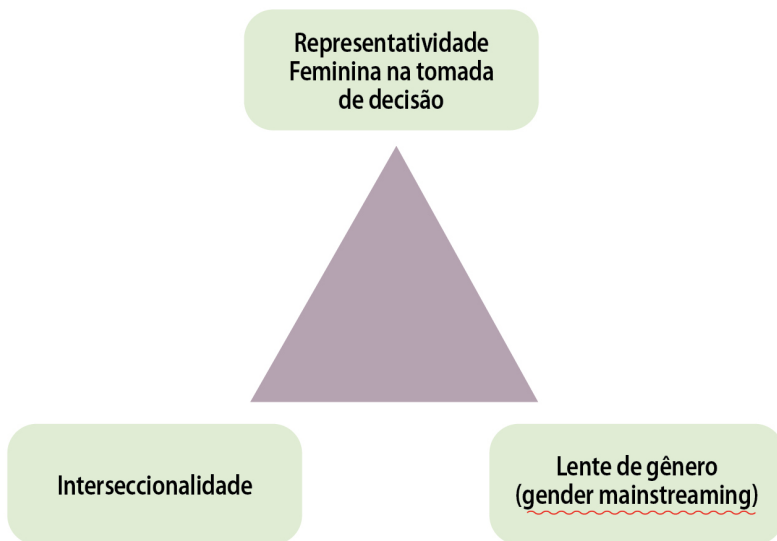 Representatividade
Feminina na tomada
de decisão
Interseccionalidade
Lente de gênero
(gender mainstreaming)